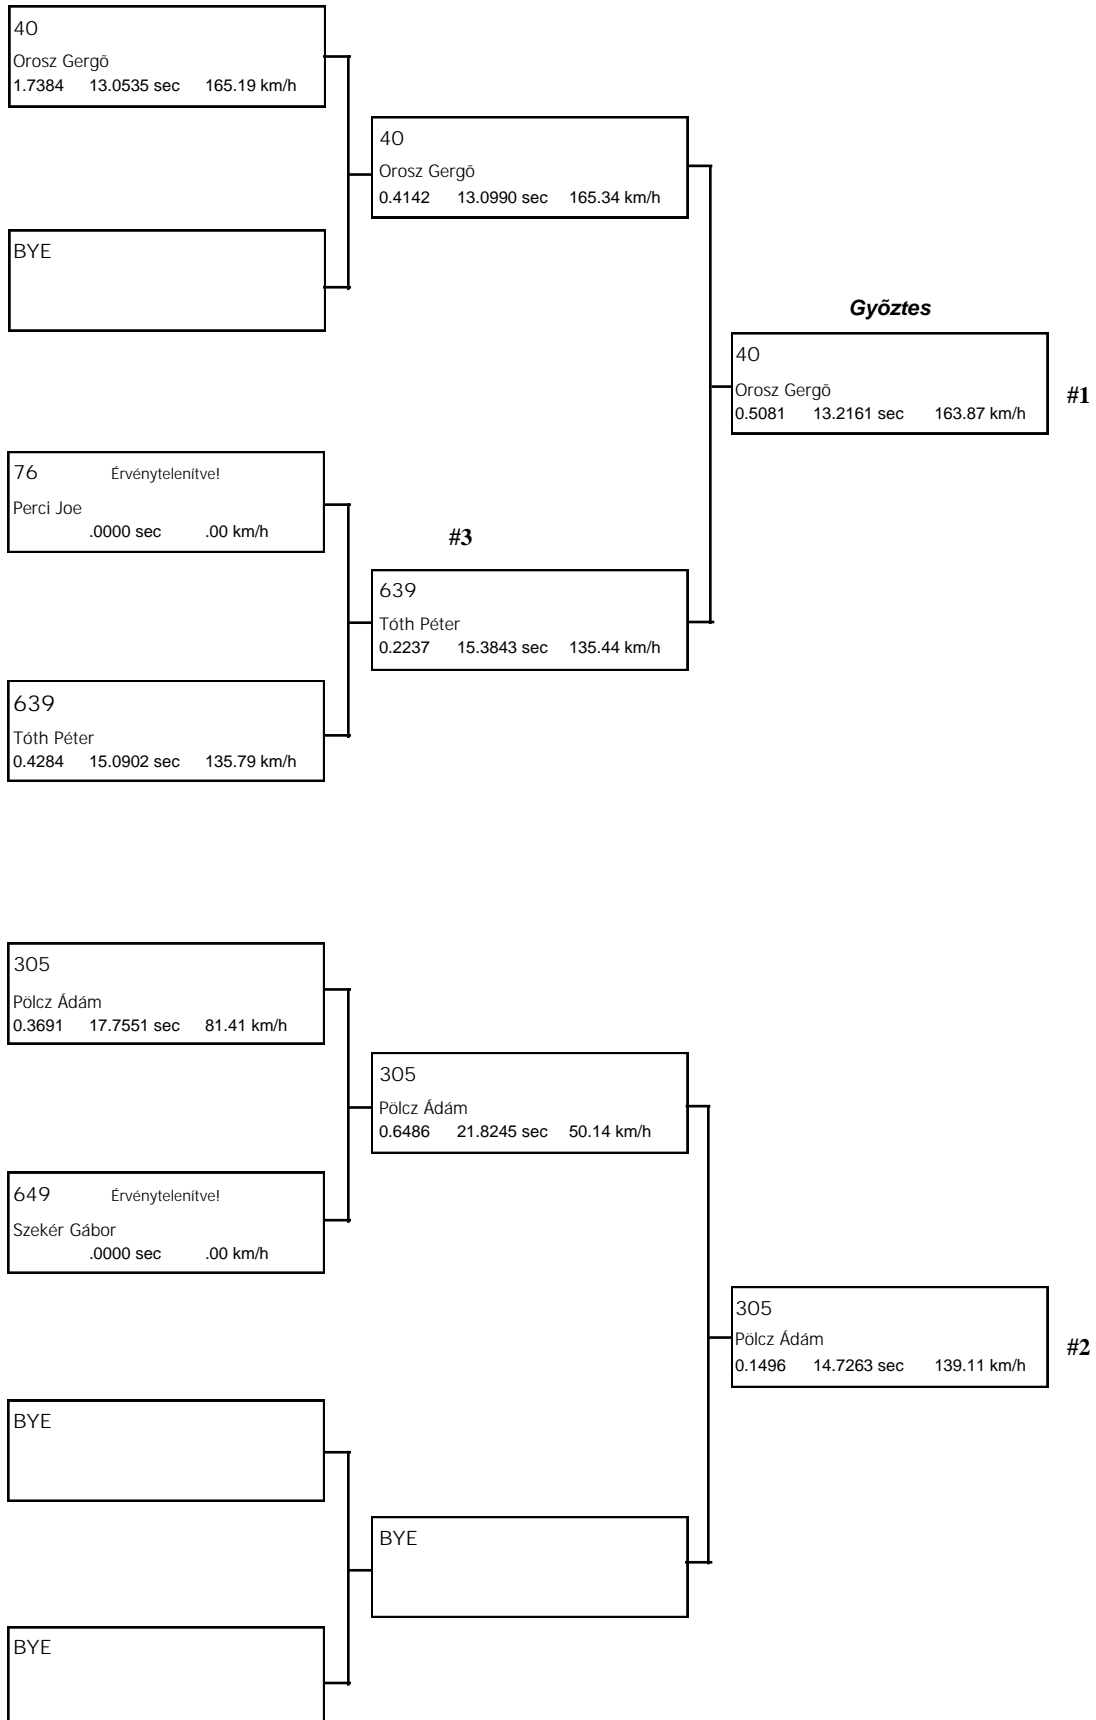 40
Orosz Gergõ
1.7384 13.0535 sec 165.19 km/h
40
Orosz Gergõ
0.4142 13.0990 sec 165.34 km/h
BYE
Gyõztes
40
Orosz Gergõ
0.5081 13.2161 sec 163.87 km/h
#1
76 Érvénytelenítve!
Perci Joe
.0000 sec .00 km/h
#3
639
Tóth Péter
0.2237 15.3843 sec 135.44 km/h
639
Tóth Péter
0.4284 15.0902 sec 135.79 km/h
305
Pölcz Ádám
0.3691 17.7551 sec 81.41 km/h
305
Pölcz Ádám
0.6486 21.8245 sec 50.14 km/h
649 Érvénytelenítve!
Szekér Gábor
.0000 sec .00 km/h
305
Pölcz Ádám
0.1496 14.7263 sec 139.11 km/h
#2
BYE
BYE
BYE